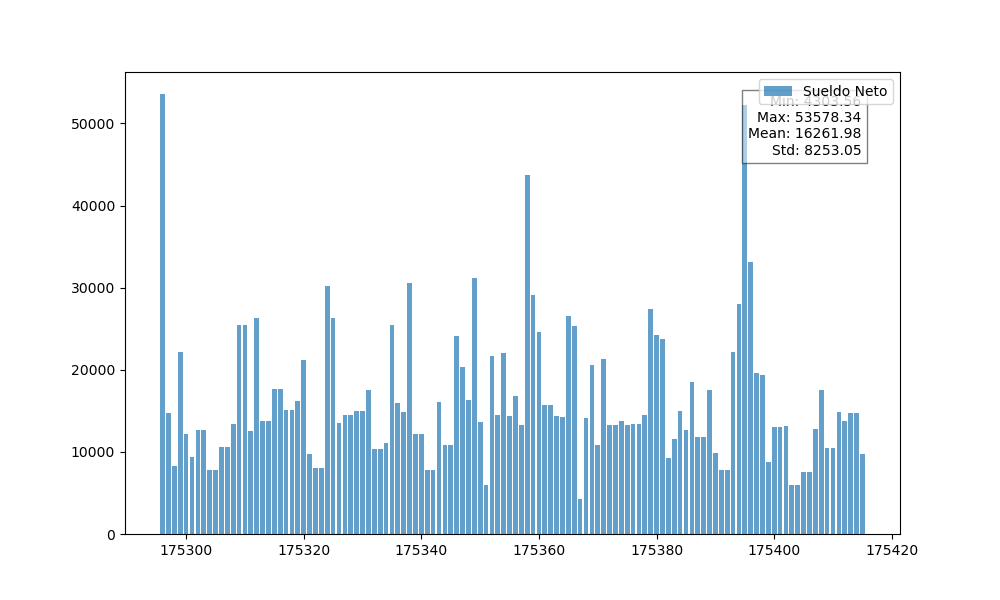 Sueldo Neto
Min: 4303.56
Max: 53578.34
Mean: 16261.98
Std: 8253.05
50000
40000
30000
20000
10000
0
175300
175320
175340
175360
175380
175400
175420